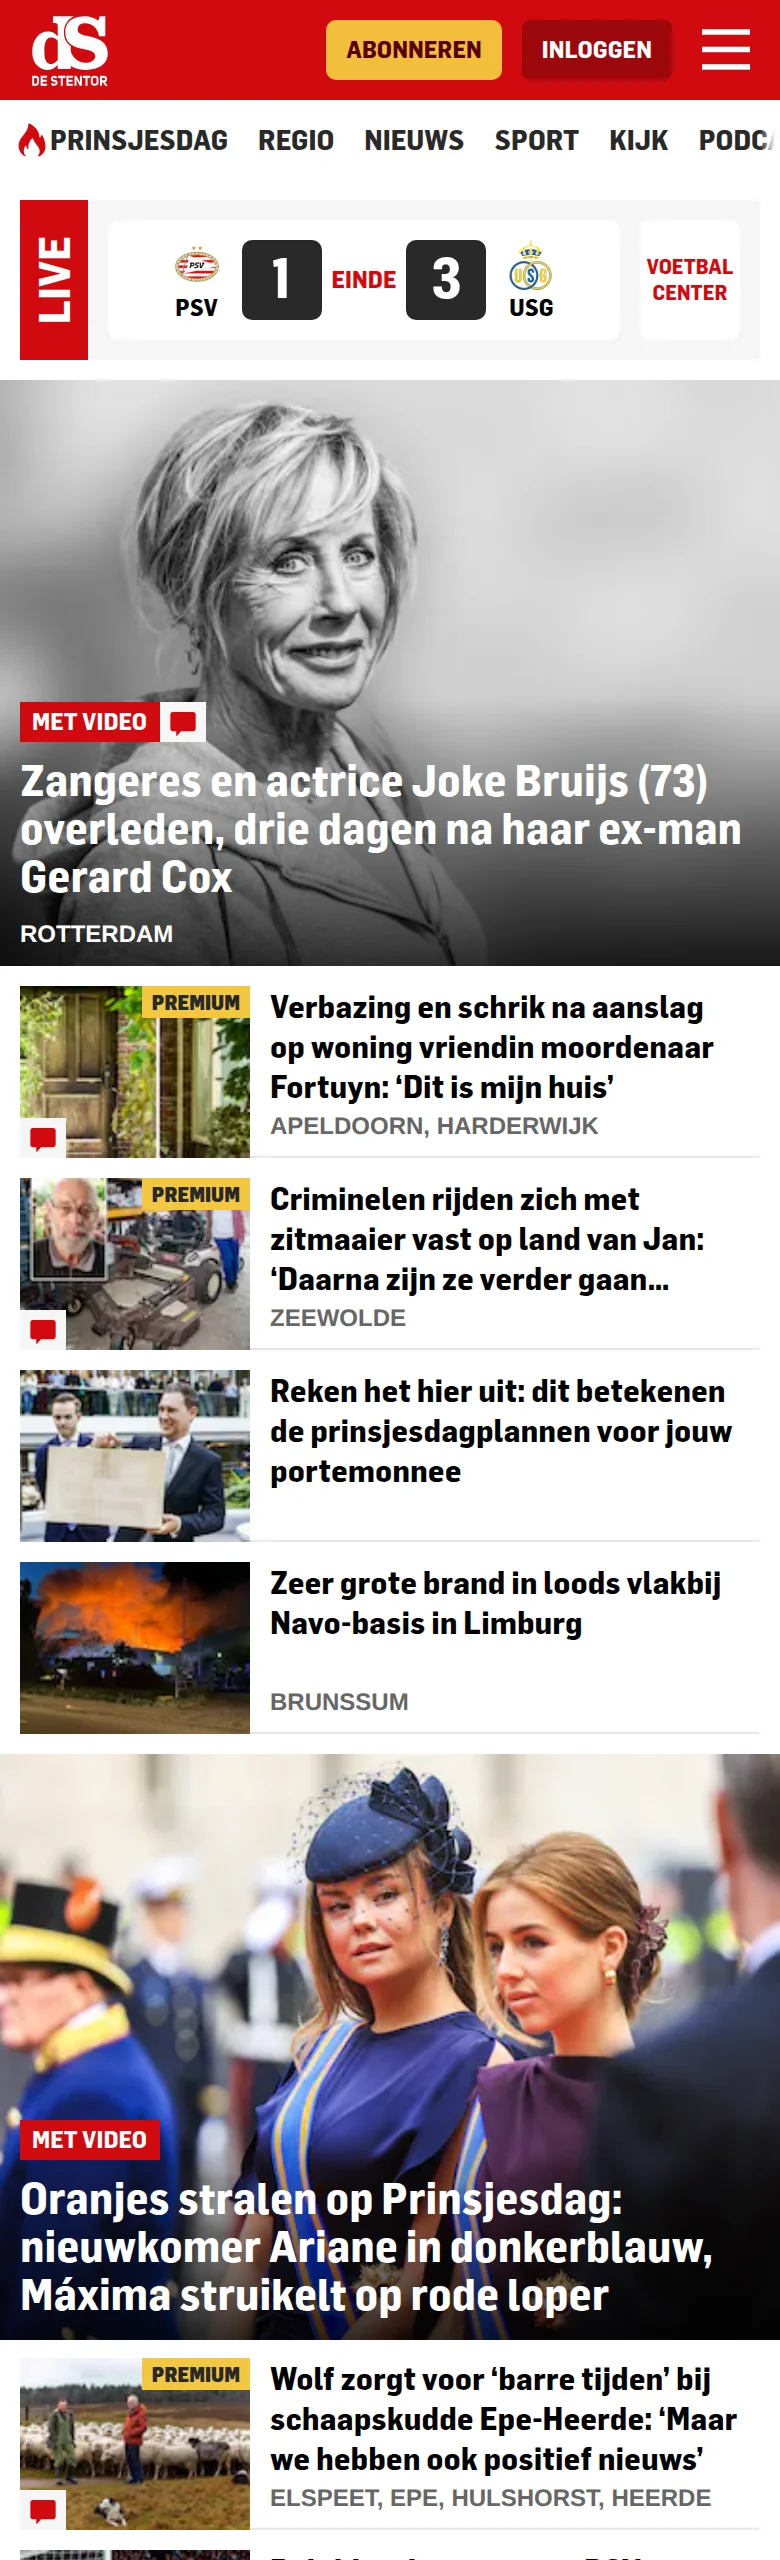 dS
DE STENTOR
ABONNEREN
INLOGGEN
PRINSJESDAG REGIO NIEUWS SPORT KIJK
LIVE
PSV
PSV
1
EINDE
3
USG
USG
VOETBAL
CENTER
MET VIDEO
Zangeres en actrice Joke Bruijs (73)
overleden, drie dagen na haar ex-man
Gerard Cox
ROTTERDAM
PREMIUM
Verbazing en schrik na aanslag
op woning vriendin moordenaar
Fortuyn: ‘Dit is mijn huis’
APELDOORN, HARDERWIJK
PREMIUM
Criminelen rijden zich met
zitmaaier vast op land van Jan:
‘Daarna zijn ze verder gaan...
ZEEWOLDE
Reken het hier uit: dit betekenen
de prinsjesdagplannen voor jouw
portemonnee
Zeer grote brand in loods vlakbij
Navo-basis in Limburg
BRUNSSUM
MET VIDEO
Oranjes stralen op Prinsjesdag:
nieuwkomer Ariane in donkerblauw,
Máxima struikelt op rode loper
PREMIUM
Wolf zorgt voor ‘barre tijden’ bij
schaapskudde Epe-Heerde: ‘Maar
we hebben ook positief nieuws’
ELSPEET, EPE, HULSHORST, HEERDE